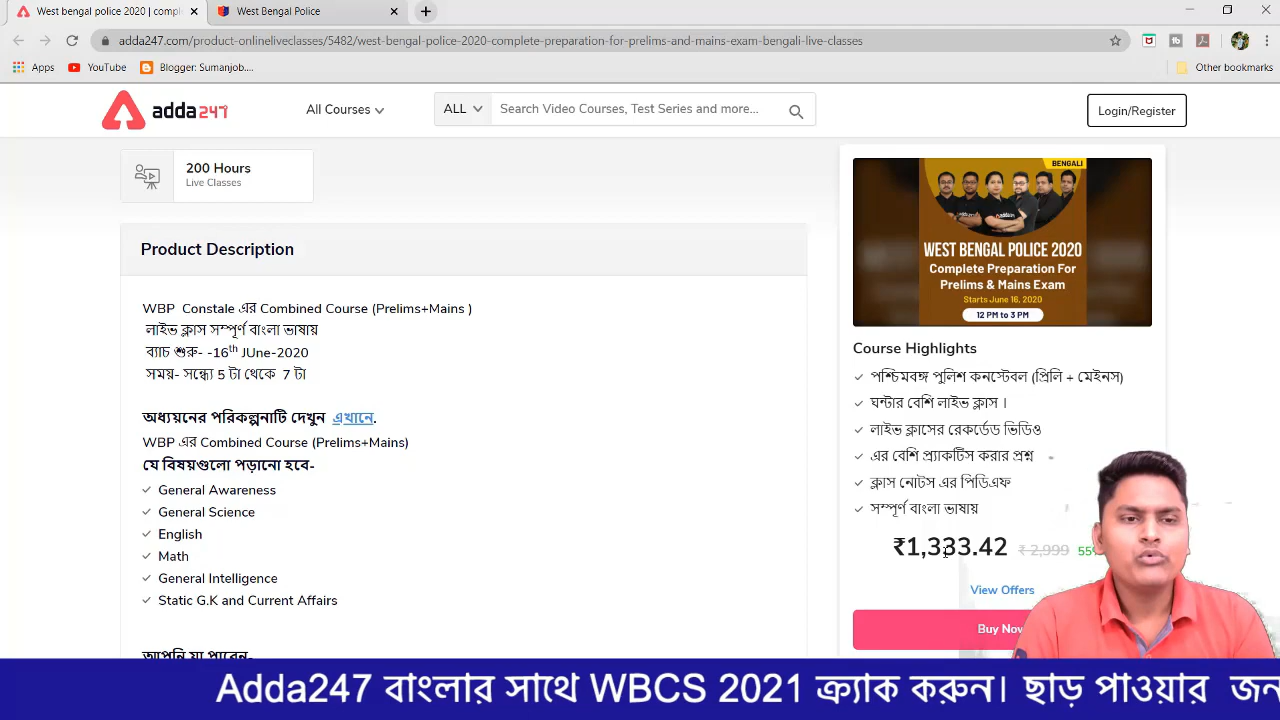 West bengal police 2020 | compl
West Bengal Police
adda247.com/product-onlineliveclasses/5482/west-bengal-police-2020-complete-preparation-for-prelims-and-mains-exam-bengali-live-classes
Apps
YouTube
Blogger: Sumanjob....
Other bookmarks
adda247
All Courses
ALL
Search Video Courses, Test Series and more...
Login/Register
200 Hours
Live Classes
Product Description
WBP Constale এর Combined Course (Prelims+Mains )
লাইভ ক্লাস সম্পূর্ণ বাংলা ভাষায়
ব্যাচ শুরু- -16th JUne-2020
সময়- সন্ধ্যে 5 টা থেকে 7 টা
অধ্যয়নের পরিকল্পনাটি দেখুন এখানে.
WBP এর Combined Course (Prelims+Mains)
যে বিষয়গুলো পড়ানো হবে-
General Awareness
General Science
English
Math
General Intelligence
Static G.K and Current Affairs
আপনি যা পাবেন-
BENGALI
WEST BENGAL POLICE 2020
Complete Preparation For
Prelims & Mains Exam
Starts June 16, 2020
12 PM to 3 PM
Course Highlights
পশ্চিমবঙ্গ পুলিশ কনস্টেবল (প্রিলি + মেইনস)
ঘন্টার বেশি লাইভ ক্লাস ।
লাইভ ক্লাসের রেকর্ডেড ভিডিও
এর বেশি প্র্যাকটিস করার প্রশ্ন
ক্লাস নোটস এর পিডিএফ
সম্পূর্ণ বাংলা ভাষায়
₹1,333.42 ₹ 2,999 55%
View Offers
Buy Now
Adda247 বাংলার সাথে WBCS 2021 ক্র্যাক করুন। ছাড় পাওয়ার জন